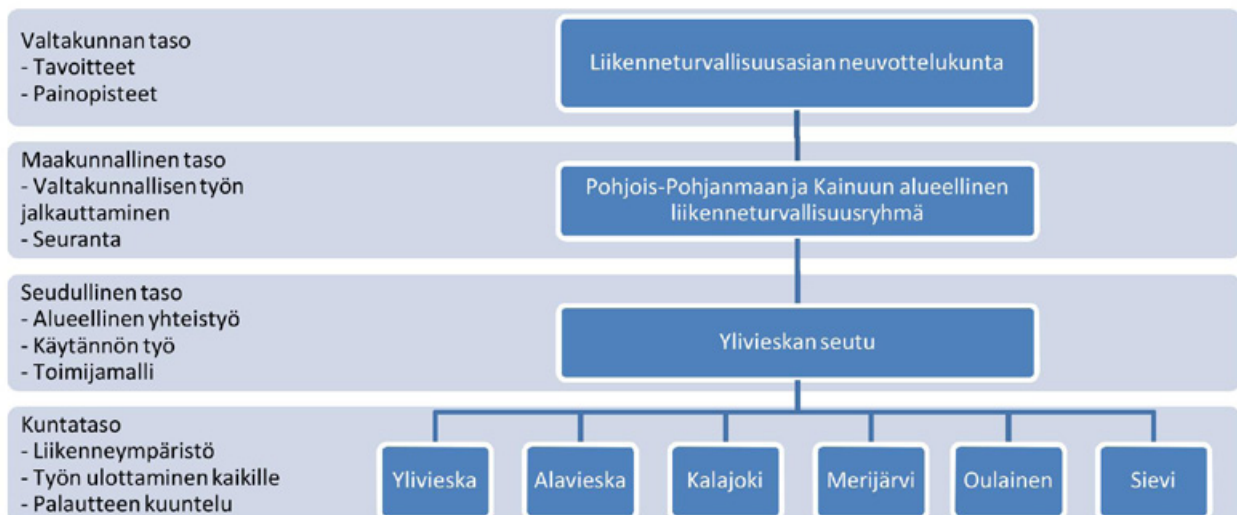 Valtakunnan taso
- Tavoitteet
- Painopisteet
Liikenneturvallisuusasian neuvottelukunta
Maakunnallinen taso
- Valtakunnallisen työn
jalkauttaminen
- Seuranta
Pohjois-Pohjanmaan ja Kainuun alueellinen
liikenneturvallisuusryhmä
Seudullinen taso
- Alueellinen yhteistyö
- Käytännön työ
- Toimijamalli
Ylivieskan seutu
Kuntataso
- Liikenneympäristö
- Työn ulottaminen kaikille
- Palautteen kuuntelu
Ylivieska
Alavieska
Kalajoki
Merijärvi
Oulainen
Sievi